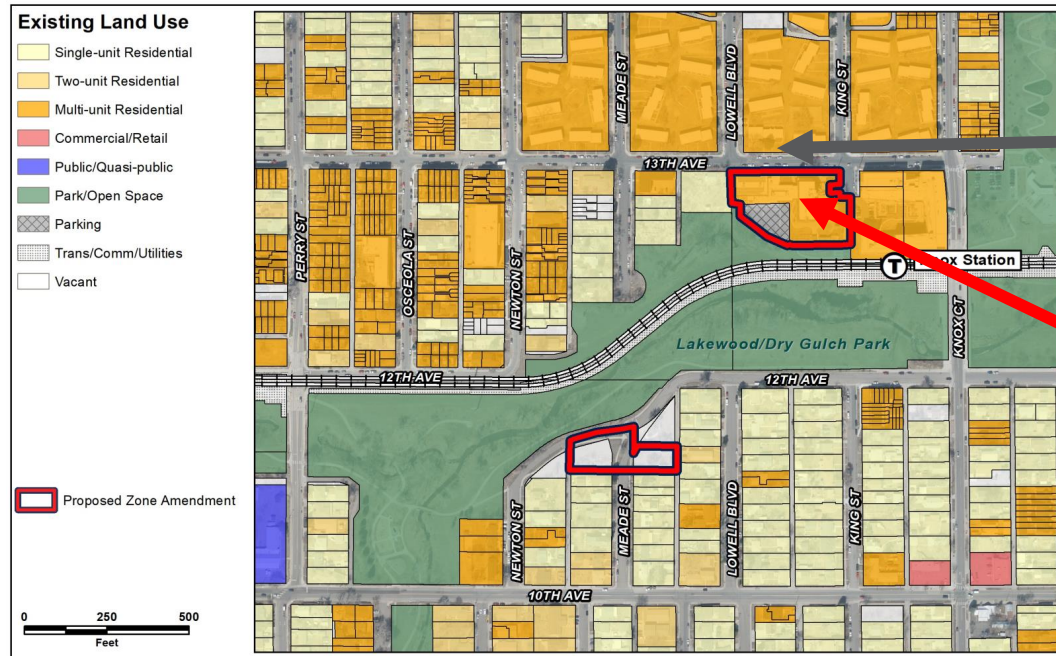 Existing Land Use
Single-unit Residential
Two-unit Residential
Multi-unit Residential
Commercial/Retail
Public/Quasi-public
Park/Open Space
Parking
Trans/Comm/Utilities
Vacant
Proposed Zone Amendment
0 250 500
Feet
MEADE ST
LOWELL BLVD
KING ST
13TH AVE
PERRY ST
OSCEOLA ST
NEWTON ST
MEADE ST
T
Station
KNOX CT
Lakewood/Dry Gulch Park
12TH AVE
12TH AVE
NEWTON ST
MEADE ST
LOWELL BLVD
KING ST
10TH AVE